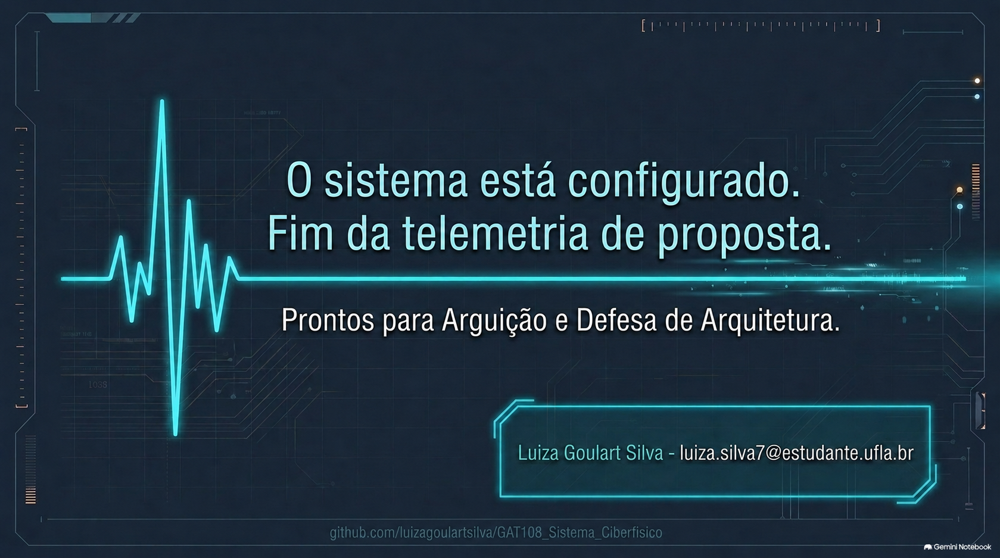 O sistema está configurado.
Fim da telemetria de proposta.
Prontos para Arguição e Defesa de Arquitetura.
1033
Luiza Goulart Silva - luiza.silva7@estudante.ufla.br
github.com/luizagoulartsilva/GAT108_Sistema_Ciberfisico
Gemini Notebook